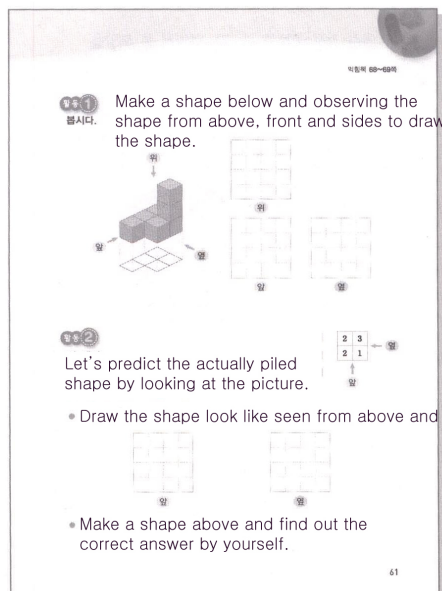 익힘책 68~69쪽
활동 1
봅시다.
Make a shape below and observing the
shape from above, front and sides to draw
the shape.
위
앞
옆
위
앞
옆
활동 2
Let's predict the actually piled
shape by looking at the picture.
2 3
2 1
옆
앞
• Draw the shape look like seen from above and
앞
옆
• Make a shape above and find out the
correct answer by yourself.
61